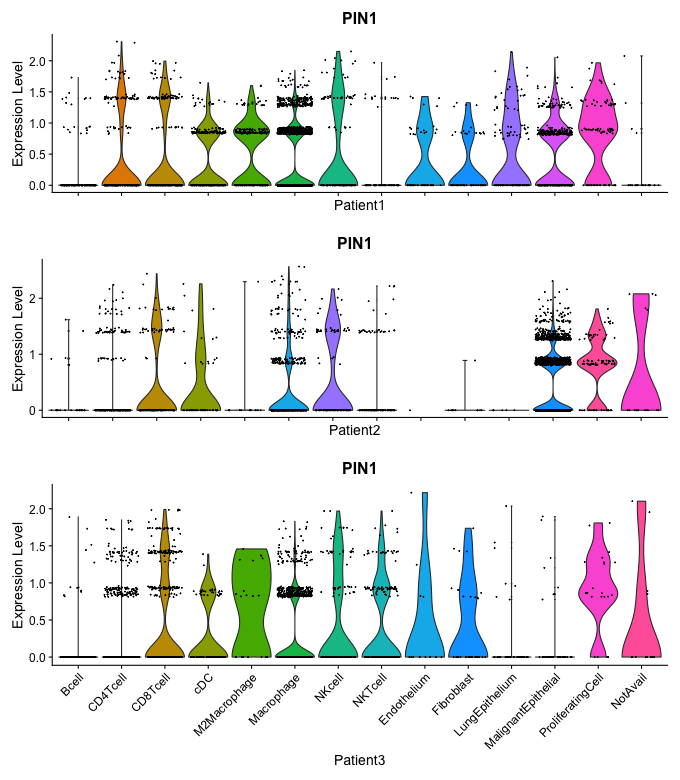 PIN1
Expression Level
2.0
1.5
1.0
0.5
0.0
Patient1
PIN1
Expression Level
2
1
0
Patient2
PIN1
Expression Level
2.0
1.5
1.0
0.5
0.0
Bcell
CD4Tcell
CD8Tcell
cDC
M2Macrophage
Macrophage
NKcell
NKTcell
Endothelium
Fibroblast
LungEpithelium
MalignantEpithelial
ProliferatingCell
NotAvail
Patient3